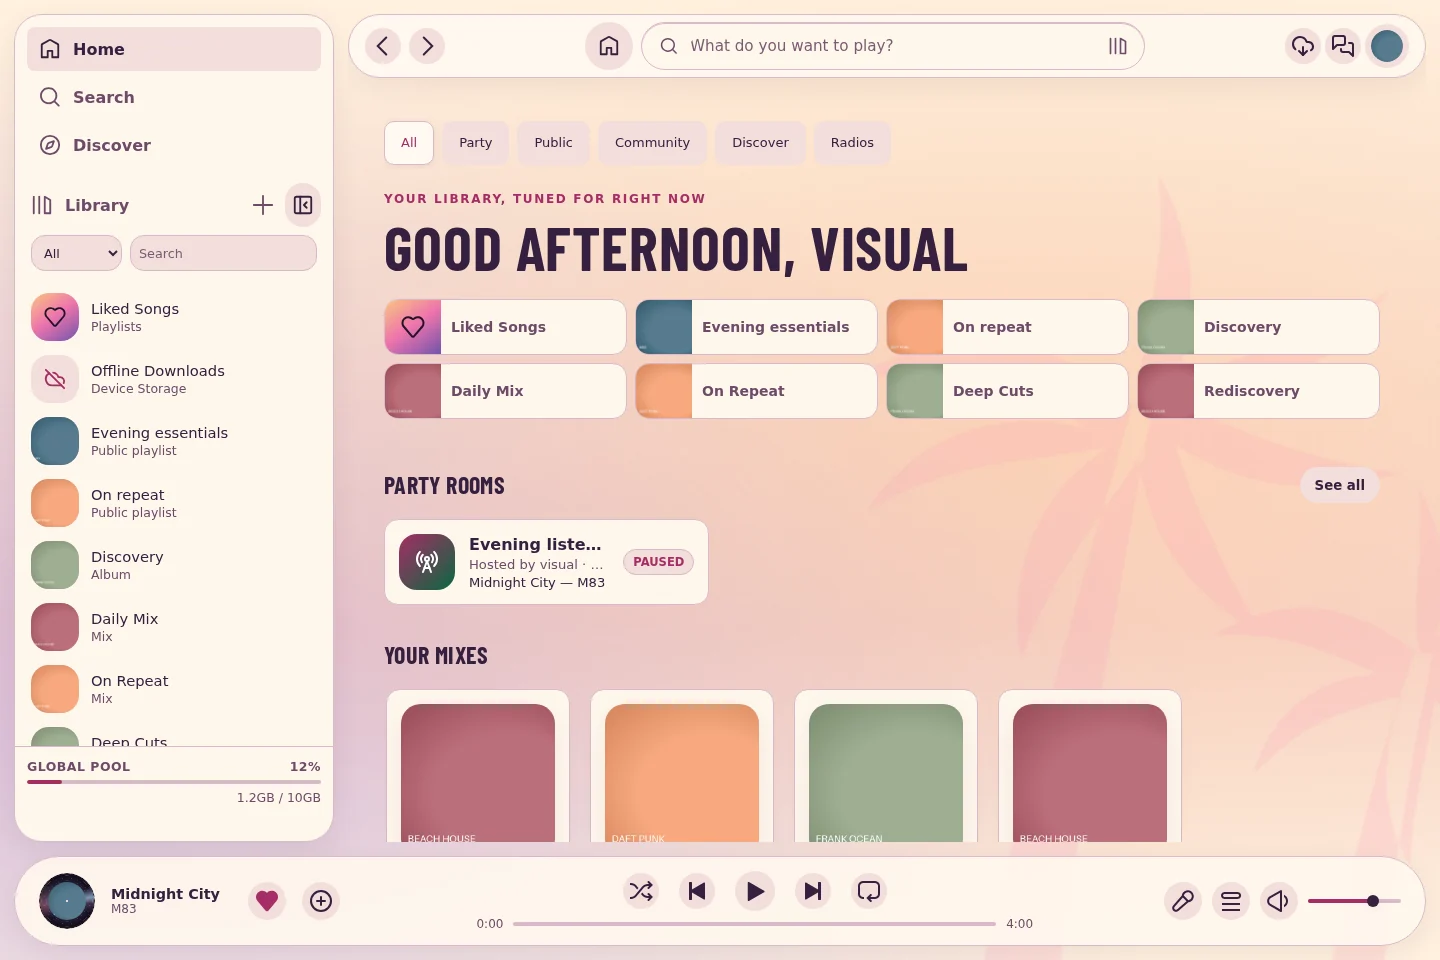 Home
Search
Discover
Library
All
Search
Liked Songs
Playlists
Offline Downloads
Device Storage
Evening essentials
Public playlist
On repeat
Public playlist
Discovery
Album
Daily Mix
Mix
On Repeat
Mix
Deep Cuts
GLOBAL POOL 12%
1.2GB / 10GB
What do you want to play?
All Party Public Community Discover Radios
YOUR LIBRARY, TUNED FOR RIGHT NOW
GOOD AFTERNOON, VISUAL
Liked Songs Evening essentials On repeat Discovery
Daily Mix On Repeat Deep Cuts Rediscovery
PARTY ROOMS See all
Evening liste...
Hosted by visual · ...
Midnight City — M83
PAUSED
YOUR MIXES
BEACH HOUSE DAFT PUNK FRANK OCEAN BEACH HOUSE
Midnight City
M83
0:00 4:00